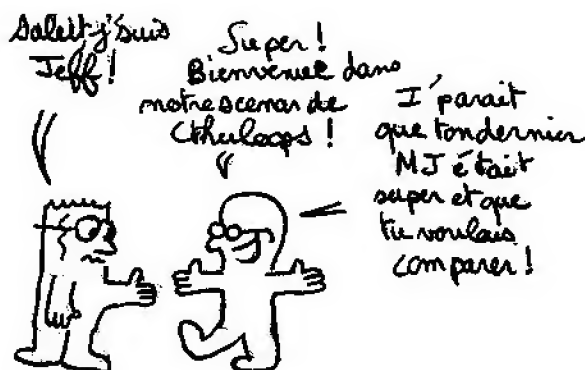 Salut j'suis
Jeff !
Super !
Bienvenue dans
notre scenar de
Cthuloops !
I' parait
que ton dernier
MJ était
super et que
tu voulais
comparer !